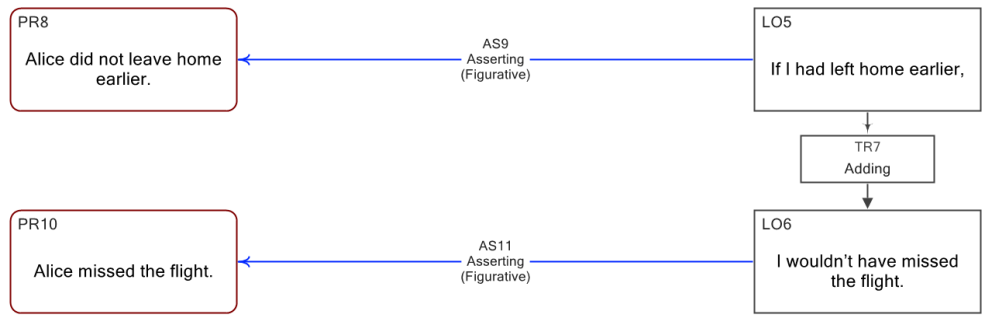 PR8
Alice did not leave home
earlier.
AS9
Asserting
(Figurative)
LO5
If I had left home earlier,
TR7
Adding
PR10
Alice missed the flight.
AS11
Asserting
(Figurative)
LO6
I wouldn’t have missed
the flight.